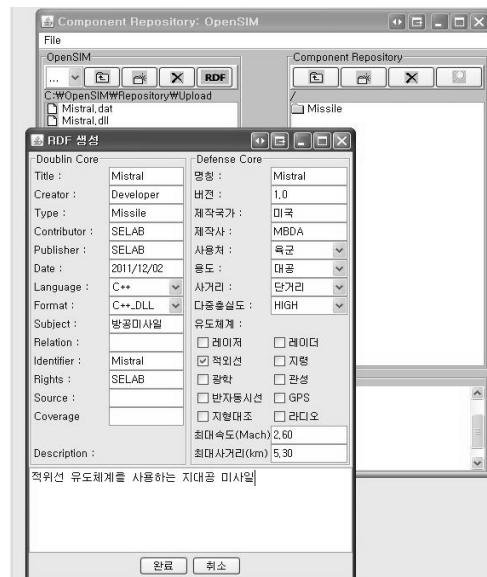 Component Repository: OpenSIM
File
OpenSIM
... RDF
C:₩OpenSIM₩Repository₩Upload
Mistral.dat
Mistral.dll
Component Repository
/
Missile
RDF 생성
Doublin Core
Title : Mistral
Creator : Developer
Type : Missile
Contributor : SELAB
Publisher : SELAB
Date : 2011/12/02
Language : C++
Format : C++_DLL
Subject : 방공미사일
Relation :
Identifier : Mistral
Rights : SELAB
Source :
Coverage
Description :
Defense Core
명칭 : Mistral
버젼 : 1.0
제작국가 : 미국
제작사 : MBDA
사용처 : 육군
용도 : 대공
사거리 : 단거리
다중충실도 : HIGH
유도체계 :
레이저 레이더
적외선 지령
광학 관성
반자동시선 GPS
지형대조 라디오
최대속도(Mach) 2.60
최대사거리(km) 5.30
적위선 유도체계를 사용하는 지대공 미사일
완료 취소